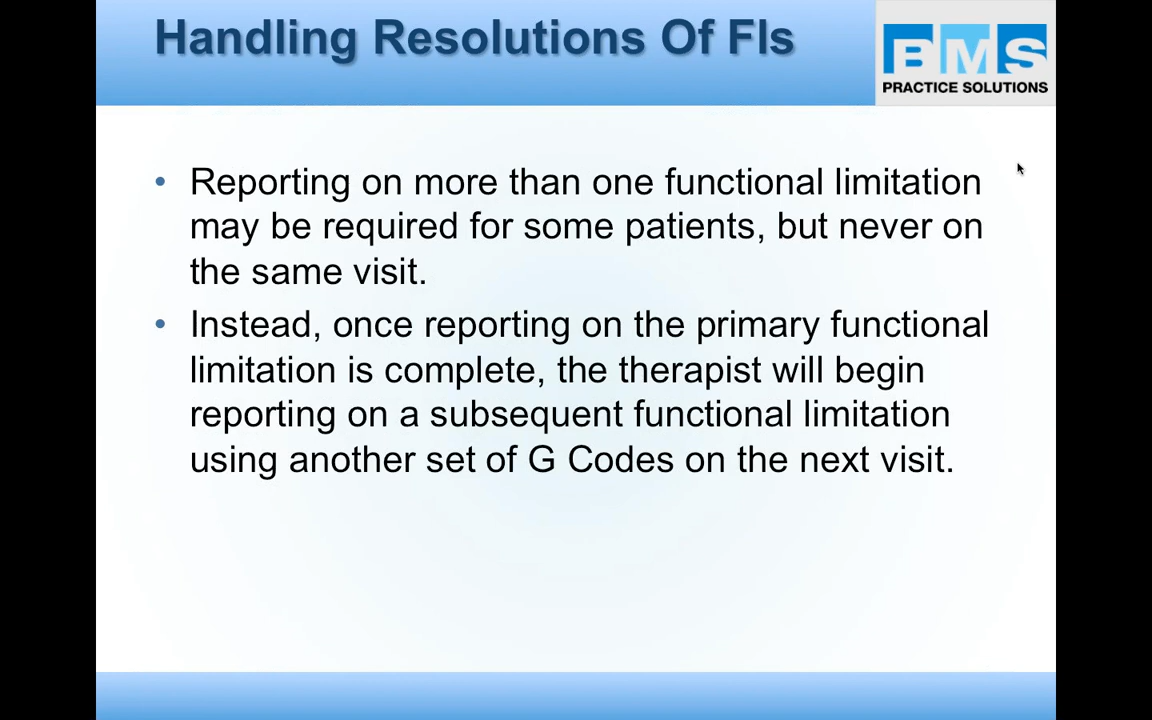 Handling Resolutions Of Fls
BMS
PRACTICE SOLUTIONS
• Reporting on more than one functional limitation
may be required for some patients, but never on
the same visit.
• Instead, once reporting on the primary functional
limitation is complete, the therapist will begin
reporting on a subsequent functional limitation
using another set of G Codes on the next visit.